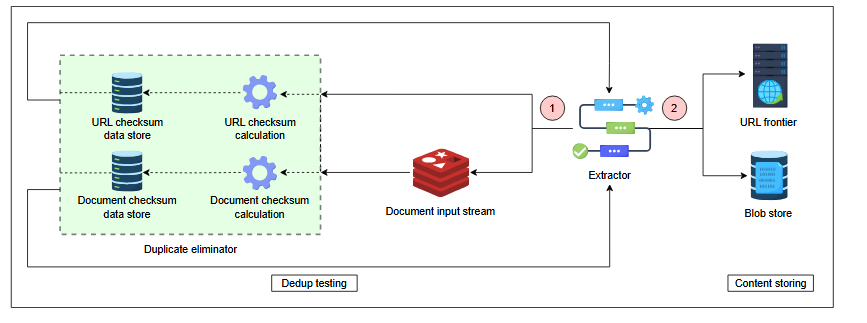 1
2
URL checksum
data store
URL checksum
calculation
URL frontier
Document checksum
data store
Document checksum
calculation
Document input stream
Extractor
Blob store
Duplicate eliminator
Dedup testing
Content storing